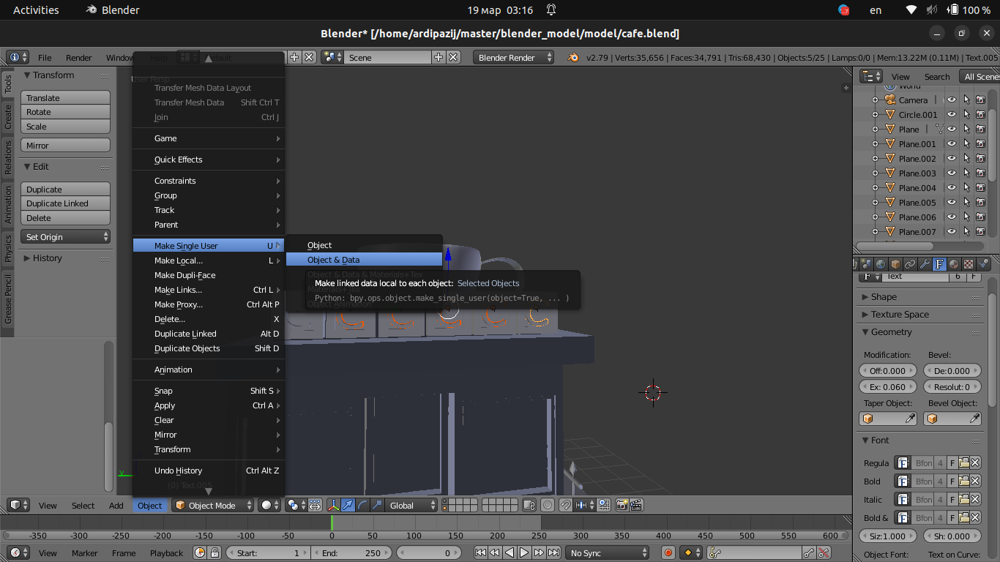 Activities
Blender
19 мар 03:16
en
100 %
Blender* [/home/ardipazij/master/blender_model/model/cafe.blend]
File
Render
Window
Help
Default
Scene
Blender Render
v2.79 | Verts:35,656 | Faces:34,791 | Tris:68,430 | Objects:5/25 | Lamps:0/0 | Mem:13.22M (0.11M) | Text.005
Tools
Create
Relations
Animation
Physics
Grease Pencil
Transform
Translate
Rotate
Scale
Mirror
Edit
Duplicate
Duplicate Linked
Delete
Set Origin
History
User Persp
Transfer Mesh Data Layout
Transfer Mesh Data Shift Ctrl T
Join Ctrl J
Game
Quick Effects
Constraints
Group
Track
Parent
Make Single User U
Make Local... L
Make Dupli-Face
Make Links... Ctrl L
Make Proxy... Ctrl Alt P
Delete... X
Duplicate Linked Alt D
Duplicate Objects Shift D
Animation
Snap Shift S
Apply Ctrl A
Clear
Mirror
Transform
Undo History Ctrl Alt Z
(0) Text.005
Object
Object & Data
Object & Data & Materials+Tex
Materials+Tex
Object Animation
Make linked data local to each object: Selected Objects
Python: bpy.ops.object.make_single_user(object=True, ... )
y
View
Search
All Scenes
World
Camera
Circle.001
Plane
Plane.001
Plane.002
Plane.003
Plane.004
Plane.005
Plane.006
Plane.007
F
Text
6
F
Shape
Texture Space
Geometry
Modification:
Bevel:
Off:0.000
De:0.000
Ex: 0.060
Resolut: 0
Taper Object:
Bevel Object:
Font
Regula Bfon 4 F
Bold Bfon 4 F
Italic Bfon 4 F
Bold & Bfon 4 F
Siz:1.000
Sh: 0.000
Object Font:
Text on Curve:
View
Select
Add
Object
Object Mode
Global
-350 -300 -250 -200 -150 -100 -50 0 50 100 150 200 250 300 350 400 450 500 550 600
View
Marker
Frame
Playback
Start: 1
End: 250
0
No Sync